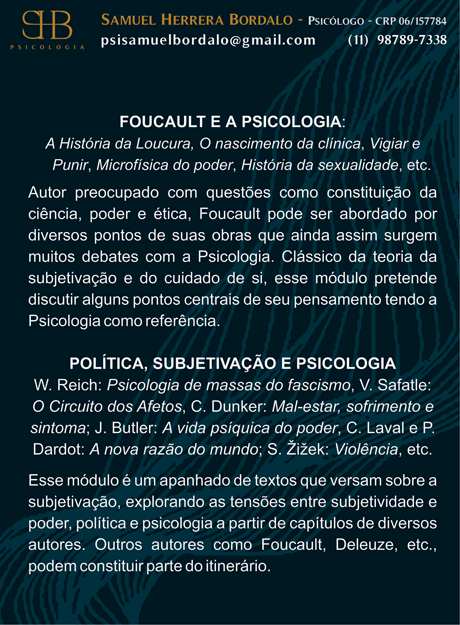 SHB
PSICOLOGIA
SAMUEL HERRERA BORDALO - PSICÓLOGO - CRP 06/157784
psisamuelbordalo@gmail.com (11) 98789-7338
FOUCAULT E A PSICOLOGIA:
A História da Loucura, O nascimento da clínica, Vigiar e
Punir, Microfísica do poder, História da sexualidade, etc.
Autor preocupado com questões como constituição da
ciência, poder e ética, Foucault pode ser abordado por
diversos pontos de suas obras que ainda assim surgem
muitos debates com a Psicologia. Clássico da teoria da
subjetivação e do cuidado de si, esse módulo pretende
discutir alguns pontos centrais de seu pensamento tendo a
Psicologia como referência.
POLÍTICA, SUBJETIVAÇÃO E PSICOLOGIA
W. Reich: Psicologia de massas do fascismo, V. Safatle:
O Circuito dos Afetos, C. Dunker: Mal-estar, sofrimento e
sintoma; J. Butler: A vida psíquica do poder, C. Laval e P.
Dardot: A nova razão do mundo; S. Žižek: Violência, etc.
Esse módulo é um apanhado de textos que versam sobre a
subjetivação, explorando as tensões entre subjetividade e
poder, política e psicologia a partir de capítulos de diversos
autores. Outros autores como Foucault, Deleuze, etc.,
podem constituir parte do itinerário.